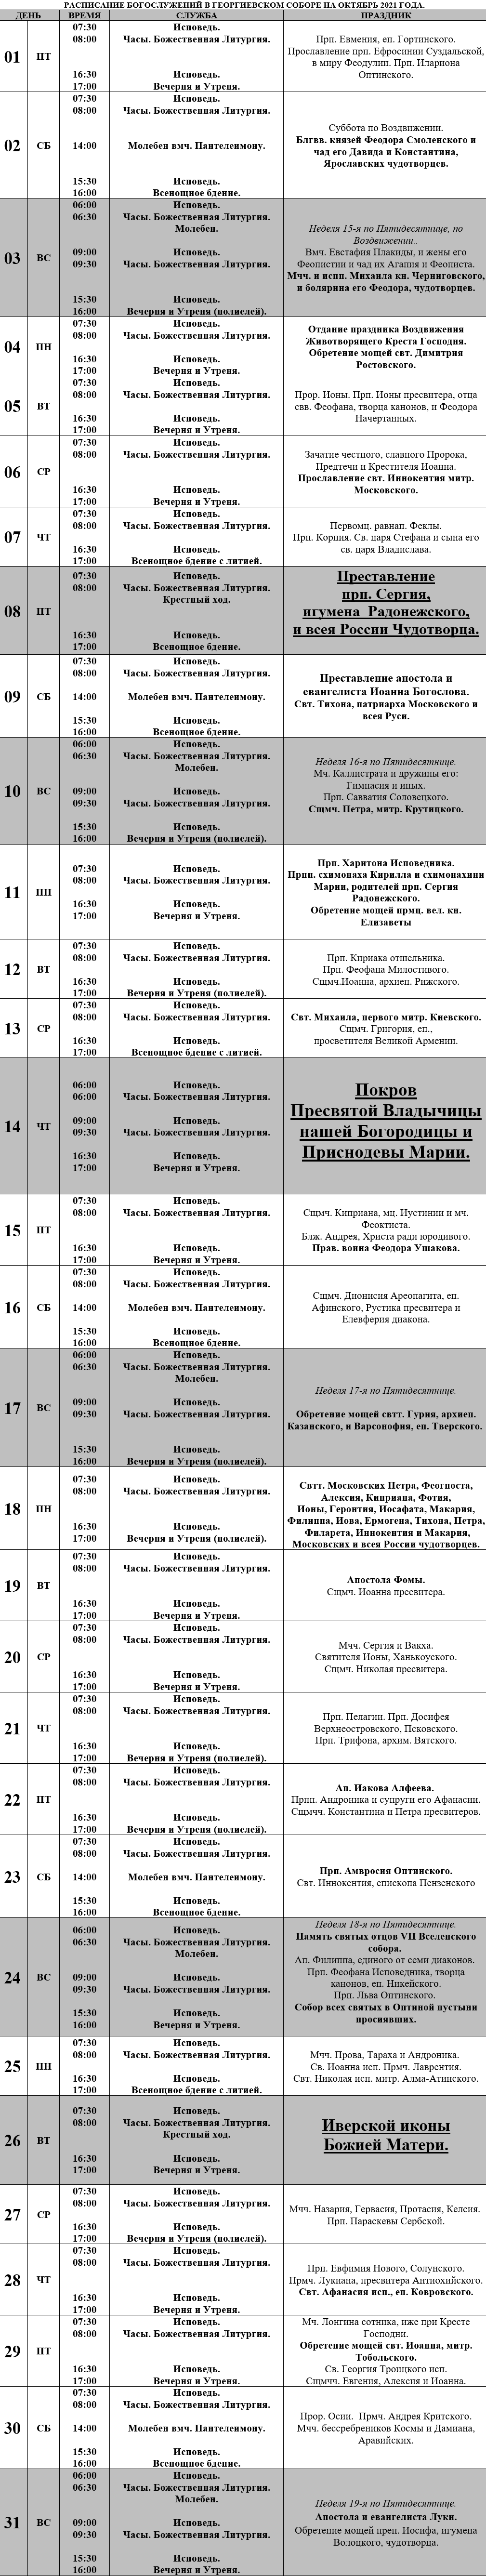 РАСПИСАНИЕ БОГОСЛУЖЕНИЙ В ГЕОРГИЕВСКОМ СОБОРЕ НА ОКТЯБРЬ 2021 ГОДА.
ДЕНЬ ВРЕМЯ СЛУЖБА ПРАЗДНИК
01 ПТ
07:30 Исповедь.
08:00 Часы. Божественная Литургия.
16:30 Исповедь.
17:00 Вечерня и Утреня.
Прп. Евмения, еп. Гортинского.
Прославление прп. Ефросинии Суздальской,
в миру Феодулии. Прп. Илариона
Оптинского.
02 СБ
07:30 Исповедь.
08:00 Часы. Божественная Литургия.
14:00 Молебен вмч. Пантелеимону.
15:30 Исповедь.
16:00 Всенощное бдение.
Суббота по Воздвижении.
Блгвв. князей Феодора Смоленского и
чад его Давида и Константина,
Ярославских чудотворцев.
03 ВС
06:00 Исповедь.
06:30 Часы. Божественная Литургия.
Молебен.
09:00 Исповедь.
09:30 Часы. Божественная Литургия.
15:30 Исповедь.
16:00 Вечерня и Утреня (полиелей).
Неделя 15-я по Пятидесятнице, по
Воздвижении..
Вмч. Евстафия Плакиды, и жены его
Феопистии и чад их Агапия и Феописта.
Мчч. и испп. Михаила кн. Черниговского,
и болярина его Феодора, чудотворцев.
04 ПН
07:30 Исповедь.
08:00 Часы. Божественная Литургия.
16:30 Исповедь.
17:00 Вечерня и Утреня.
Отдание праздника Воздвижения
Животворящего Креста Господня.
Обретение мощей свт. Димитрия
Ростовского.
05 ВТ
07:30 Исповедь.
08:00 Часы. Божественная Литургия.
16:30 Исповедь.
17:00 Вечерня и Утреня.
Прор. Ионы. Прп. Ионы пресвитера, отца
свв. Феофана, творца канонов, и Феодора
Начертанных.
06 СР
07:30 Исповедь.
08:00 Часы. Божественная Литургия.
16:30 Исповедь.
17:00 Вечерня и Утреня.
Зачатие честного, славного Пророка,
Предтечи и Крестителя Иоанна.
Прославление свт. Иннокентия митр.
Московского.
07 ЧТ
07:30 Исповедь.
08:00 Часы. Божественная Литургия.
16:30 Исповедь.
17:00 Всенощное бдение с литией.
Первомц. равнап. Феклы.
Прп. Коприя. Св. царя Стефана и сына его
св. царя Владислава.
08 ПТ
07:30 Исповедь.
08:00 Часы. Божественная Литургия.
Крестный ход.
16:30 Исповедь.
17:00 Всенощное бдение.
Преставление
прп. Сергия,
игумена Радонежского,
и всея России Чудотворца.
09 СБ
07:30 Исповедь.
08:00 Часы. Божественная Литургия.
14:00 Молебен вмч. Пантелеимону.
15:30 Исповедь.
16:00 Всенощное бдение.
Преставление апостола и
евангелиста Иоанна Богослова.
Свт. Тихона, патриарха Московского и
всея Руси.
10 ВС
06:00 Исповедь.
06:30 Часы. Божественная Литургия.
Молебен.
09:00 Исповедь.
09:30 Часы. Божественная Литургия.
15:30 Исповедь.
16:00 Вечерня и Утреня (полиелей).
Неделя 16-я по Пятидесятнице.
Мч. Каллистрата и дружины его:
Гимнасия и иных.
Прп. Савватия Соловецкого.
Сщмч. Петра, митр. Крутицкого.
11 ПН
07:30 Исповедь.
08:00 Часы. Божественная Литургия.
16:30 Исповедь.
17:00 Вечерня и Утреня.
Прп. Харитона Исповедника.
Прпп. схимонаха Кирилла и схимонахини
Марии, родителей прп. Сергия
Радонежского.
Обретение мощей прмц. вел. кн.
Елизаветы
12 ВТ
07:30 Исповедь.
08:00 Часы. Божественная Литургия.
16:30 Исповедь.
17:00 Вечерня и Утреня (полиелей).
Прп. Кириака отшельника.
Прп. Феофана Милостивого.
Сщмч.Иоанна, архиеп. Рижского.
13 СР
07:30 Исповедь.
08:00 Часы. Божественная Литургия.
16:30 Исповедь.
17:00 Всенощное бдение с литией.
Свт. Михаила, первого митр. Киевского.
Сщмч. Григория, еп.,
просветителя Великой Армении.
14 ЧТ
06:00 Исповедь.
06:00 Часы. Божественная Литургия.
09:00 Исповедь.
09:30 Часы. Божественная Литургия.
16:30 Исповедь.
17:00 Вечерня и Утреня.
Покров
Пресвятой Владычицы
нашей Богородицы и
Приснодевы Марии.
15 ПТ
07:30 Исповедь.
08:00 Часы. Божественная Литургия.
16:30 Исповедь.
17:00 Вечерня и Утреня.
Сщмч. Киприана, мц. Иустинии и мч.
Феоктиста.
Блж. Андрея, Христа ради юродивого.
Прав. воина Феодора Ушакова.
16 СБ
07:30 Исповедь.
08:00 Часы. Божественная Литургия.
14:00 Молебен вмч. Пантелеимону.
15:30 Исповедь.
16:00 Всенощное бдение.
Сщмч. Дионисия Ареопагита, еп.
Афинского, Рустика пресвитера и
Елевферия диакона.
17 ВС
06:00 Исповедь.
06:30 Часы. Божественная Литургия.
Молебен.
09:00 Исповедь.
09:30 Часы. Божественная Литургия.
15:30 Исповедь.
16:00 Вечерня и Утреня (полиелей).
Неделя 17-я по Пятидесятнице.
Обретение мощей свтт. Гурия, архиеп.
Казанского, и Варсонофия, еп. Тверского.
18 ПН
07:30 Исповедь.
08:00 Часы. Божественная Литургия.
16:30 Исповедь.
17:00 Вечерня и Утреня (полиелей).
Свтт. Московских Петра, Феогноста,
Алексия, Киприана, Фотия,
Ионы, Геронтия, Иосафата, Макария,
Филиппа, Иова, Ермогена, Тихона, Петра,
Филарета, Иннокентия и Макария,
Московских и всея России чудотворцев.
19 ВТ
07:30 Исповедь.
08:00 Часы. Божественная Литургия.
16:30 Исповедь.
17:00 Вечерня и Утреня.
Апостола Фомы.
Сщмч. Иоанна пресвитера.
20 СР
07:30 Исповедь.
08:00 Часы. Божественная Литургия.
16:30 Исповедь.
17:00 Вечерня и Утреня.
Мчч. Сергия и Вакха.
Святителя Ионы, Ханькоуского.
Сщмч. Николая пресвитера.
21 ЧТ
07:30 Исповедь.
08:00 Часы. Божественная Литургия.
16:30 Исповедь.
17:00 Вечерня и Утреня (полиелей).
Прп. Пелагии. Прп. Досифея
Верхнеостровского, Псковского.
Прп. Трифона, архим. Вятского.
22 ПТ
07:30 Исповедь.
08:00 Часы. Божественная Литургия.
16:30 Исповедь.
17:00 Вечерня и Утреня (полиелей).
Ап. Иакова Алфеева.
Прпп. Андроника и супруги его Афанасии.
Сщмчч. Константина и Петра пресвитеров.
23 СБ
07:30 Исповедь.
08:00 Часы. Божественная Литургия.
14:00 Молебен вмч. Пантелеимону.
15:30 Исповедь.
16:00 Всенощное бдение.
Прп. Амвросия Оптинского.
Свт. Иннокентия, епископа Пензенского
24 ВС
06:00 Исповедь.
06:30 Часы. Божественная Литургия.
Молебен.
09:00 Исповедь.
09:30 Часы. Божественная Литургия.
15:30 Исповедь.
16:00 Вечерня и Утреня.
Неделя 18-я по Пятидесятнице.
Память святых отцов VII Вселенского
собора.
Ап. Филиппа, единого от семи диаконов.
Прп. Феофана Исповедника, творца
канонов, еп. Никейского.
Прп. Льва Оптинского.
Собор всех святых в Оптиной пустыни
просиявших.
25 ПН
07:30 Исповедь.
08:00 Часы. Божественная Литургия.
16:30 Исповедь.
17:00 Всенощное бдение с литией.
Мчч. Прова, Тараха и Андроника.
Св. Иоанна исп. Прмч. Лаврентия.
Свт. Николая исп. митр. Алма-Атинского.
26 ВТ
07:30 Исповедь.
08:00 Часы. Божественная Литургия.
Крестный ход.
16:30 Исповедь.
17:00 Вечерня и Утреня.
Иверской иконы
Божией Матери.
27 СР
07:30 Исповедь.
08:00 Часы. Божественная Литургия.
16:30 Исповедь.
17:00 Вечерня и Утреня (полиелей).
Мчч. Назария, Гервасия, Протасия, Келсия.
Прп. Параскевы Сербской.
28 ЧТ
07:30 Исповедь.
08:00 Часы. Божественная Литургия.
16:30 Исповедь.
17:00 Вечерня и Утреня.
Прп. Евфимия Нового, Солунского.
Прмч. Лукиана, пресвитера Антиохийского.
Свт. Афанасия исп., еп. Ковровского.
29 ПТ
07:30 Исповедь.
08:00 Часы. Божественная Литургия.
16:30 Исповедь.
17:00 Вечерня и Утреня.
Мч. Лонгина сотника, иже при Кресте
Господни.
Обретение мощей свт. Иоанна, митр.
Тобольского.
Св. Георгия Троицкого исп.
Сщмчч. Евгения, Алексия и Иоанна.
30 СБ
07:30 Исповедь.
08:00 Часы. Божественная Литургия.
14:00 Молебен вмч. Пантелеимону.
15:30 Исповедь.
16:00 Всенощное бдение.
Прор. Осии. Прмч. Андрея Критского.
Мчч. бессребреников Космы и Дамиана,
Аравийских.
31 ВС
06:00 Исповедь.
06:30 Часы. Божественная Литургия.
Молебен.
09:00 Исповедь.
09:30 Часы. Божественная Литургия.
15:30 Исповедь.
16:00 Вечерня и Утреня.
Неделя 19-я по Пятидесятнице.
Апостола и евангелиста Луки.
Обретение мощей преп. Иосифа, игумена
Волоцкого, чудотворца.